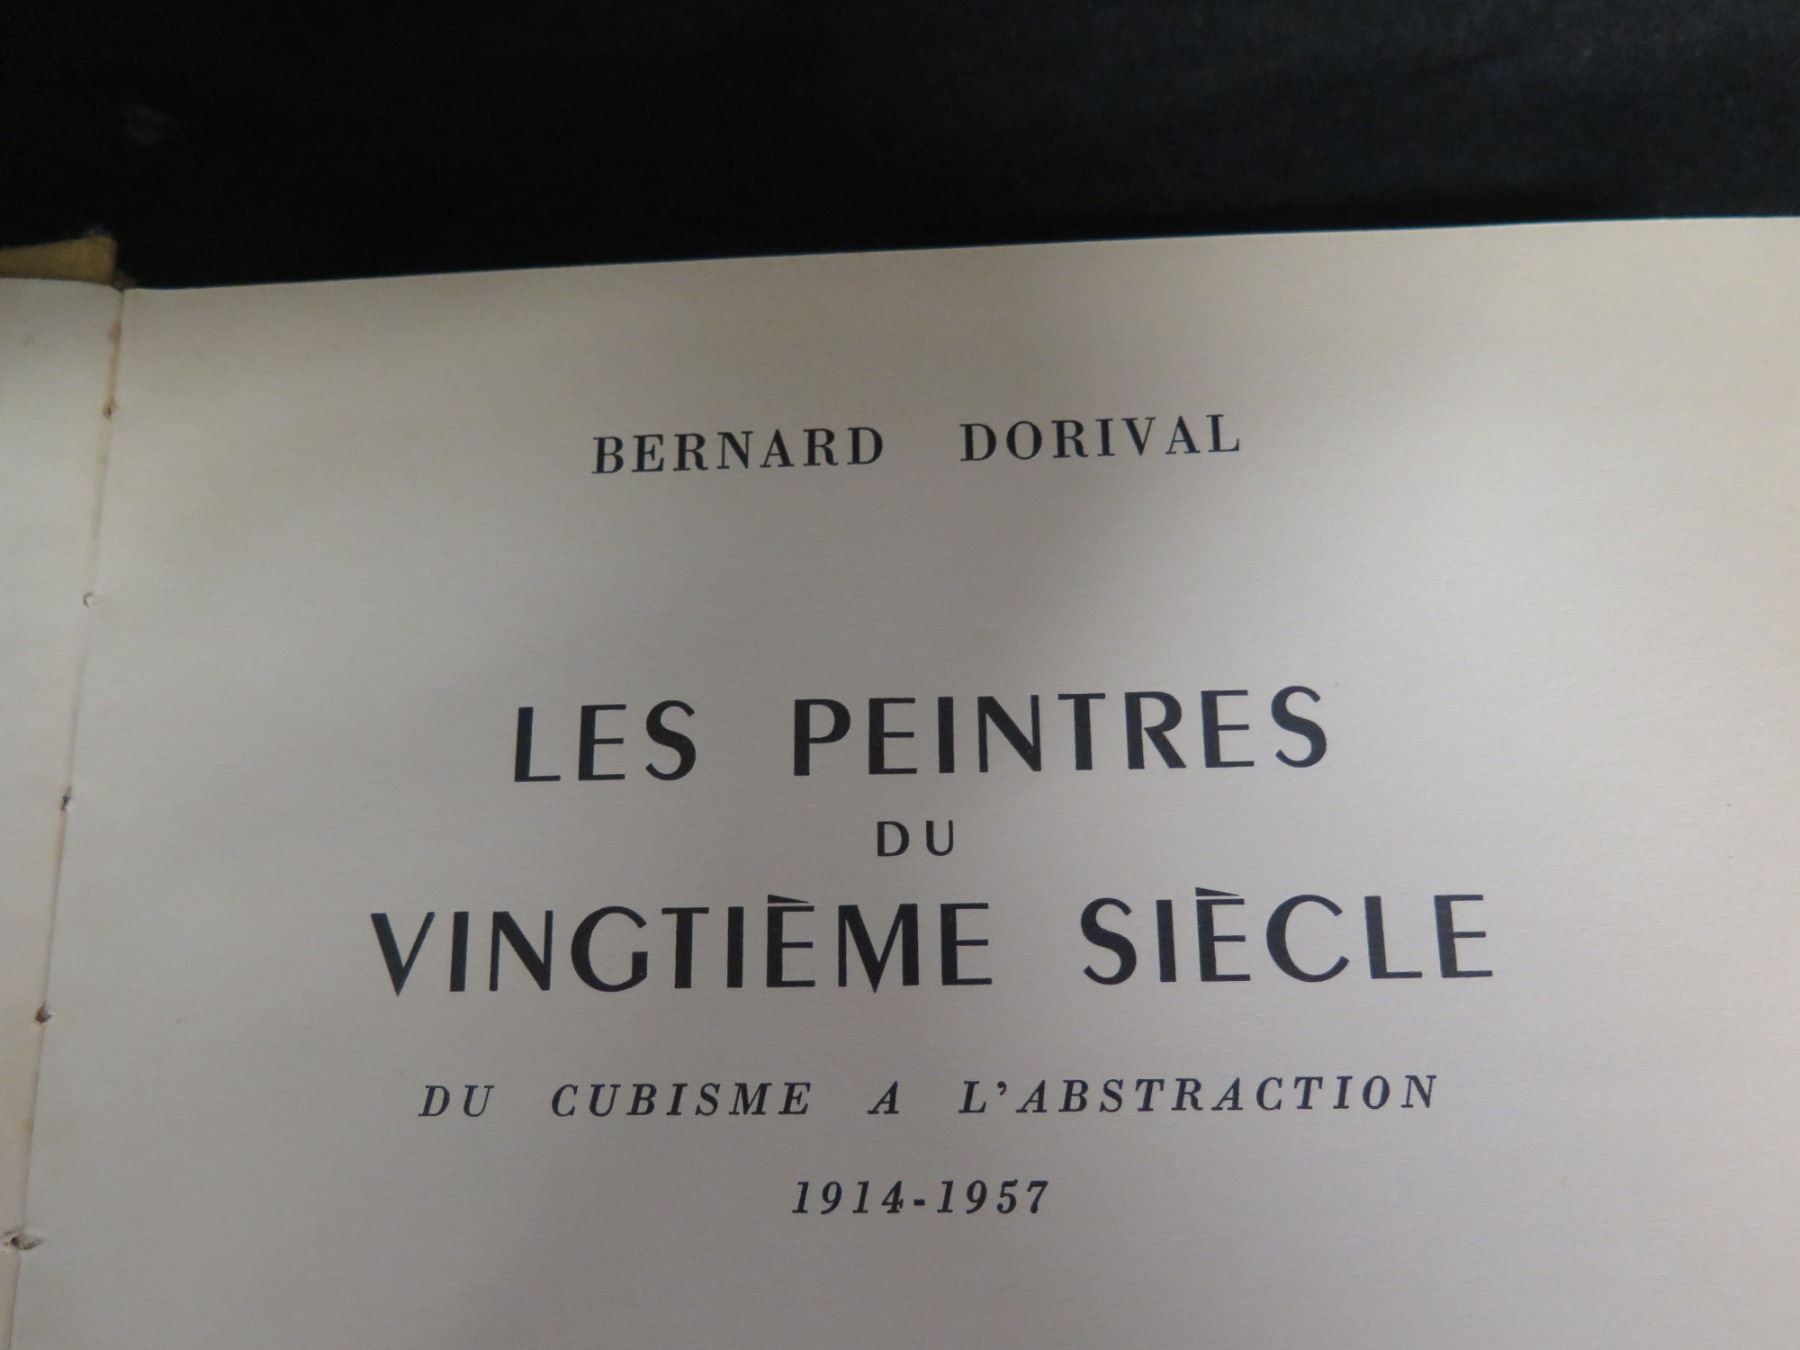 BERNARD DORIVAL
LES PEINTRES
DU
VINGTIÈME SIÈCLE
DU CUBISME A L'ABSTRACTION
1914-1957